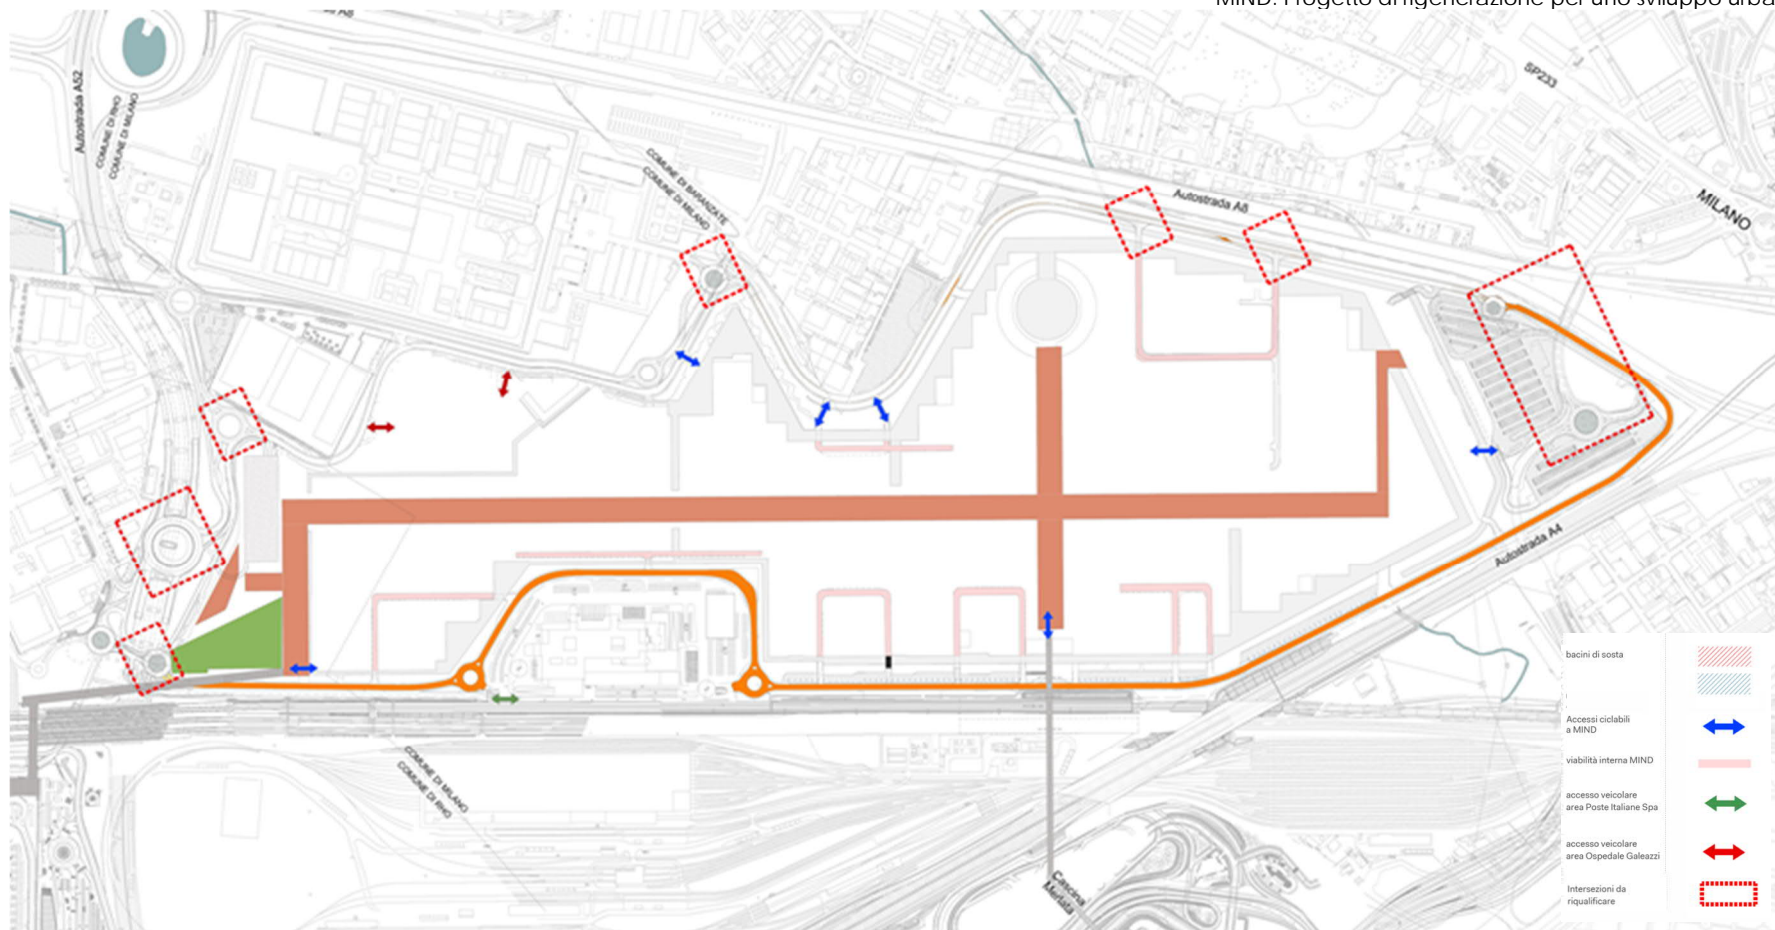 MIND. Progetto di rigenerazione per uno sviluppo urba
Autostrada A52
COMUNE DI RHO
COMUNE DI MILANO
COMUNE DI BARANZATE
COMUNE DI MILANO
SP233
MILANO
Autostrada A8
Autostrada A4
COMUNE DI MILANO
COMUNE DI RHO
Cascina
Merlata
bacini di sosta
Accessi ciclabili
a MIND
viabilità interna MIND
accesso veicolare
area Poste Italiane Spa
accesso veicolare
area Ospedale Galeazzi
Intersezioni da
riqualificare